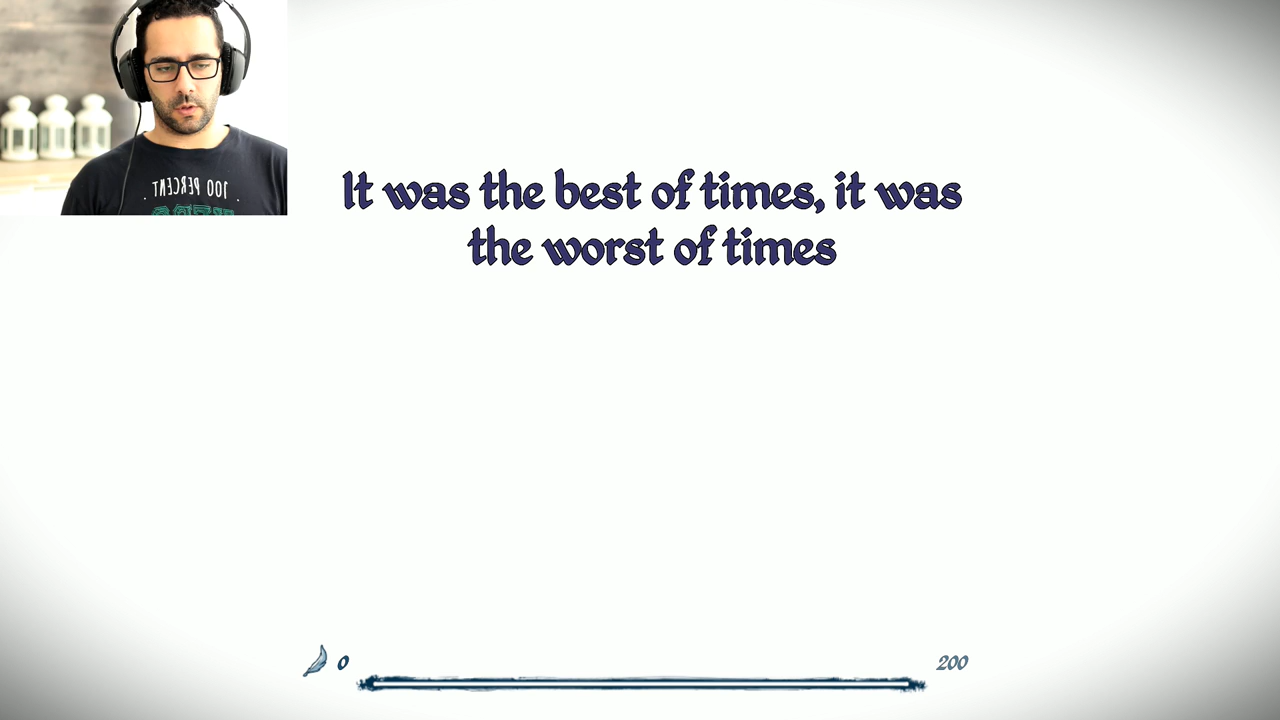 100 PERCENT
It was the best of times, it was
the worst of times
0
200